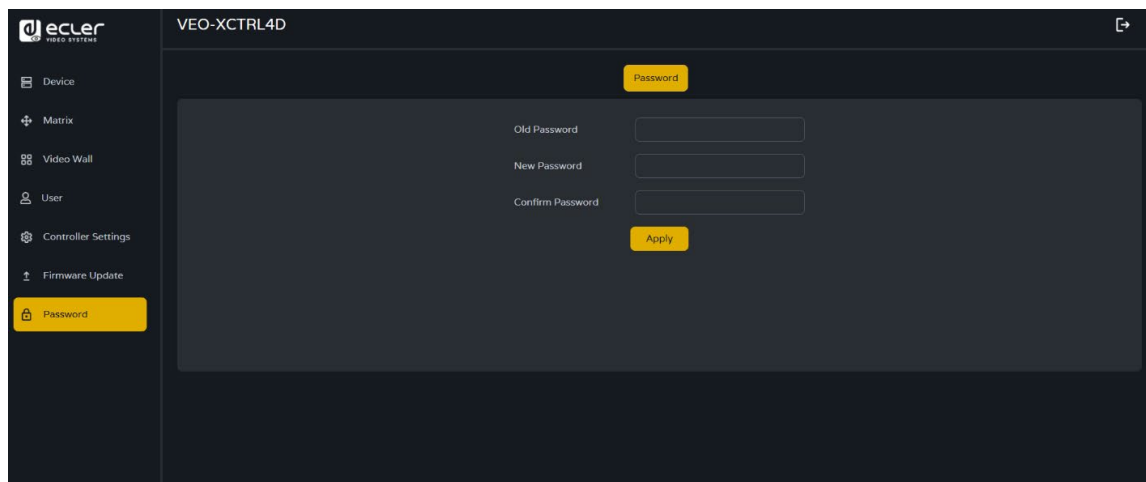 ecler
VIDEO SYSTEMS
VEO-XCTRL4D
Device
Matrix
Video Wall
User
Controller Settings
Firmware Update
Password
Password
Old Password
New Password
Confirm Password
Apply